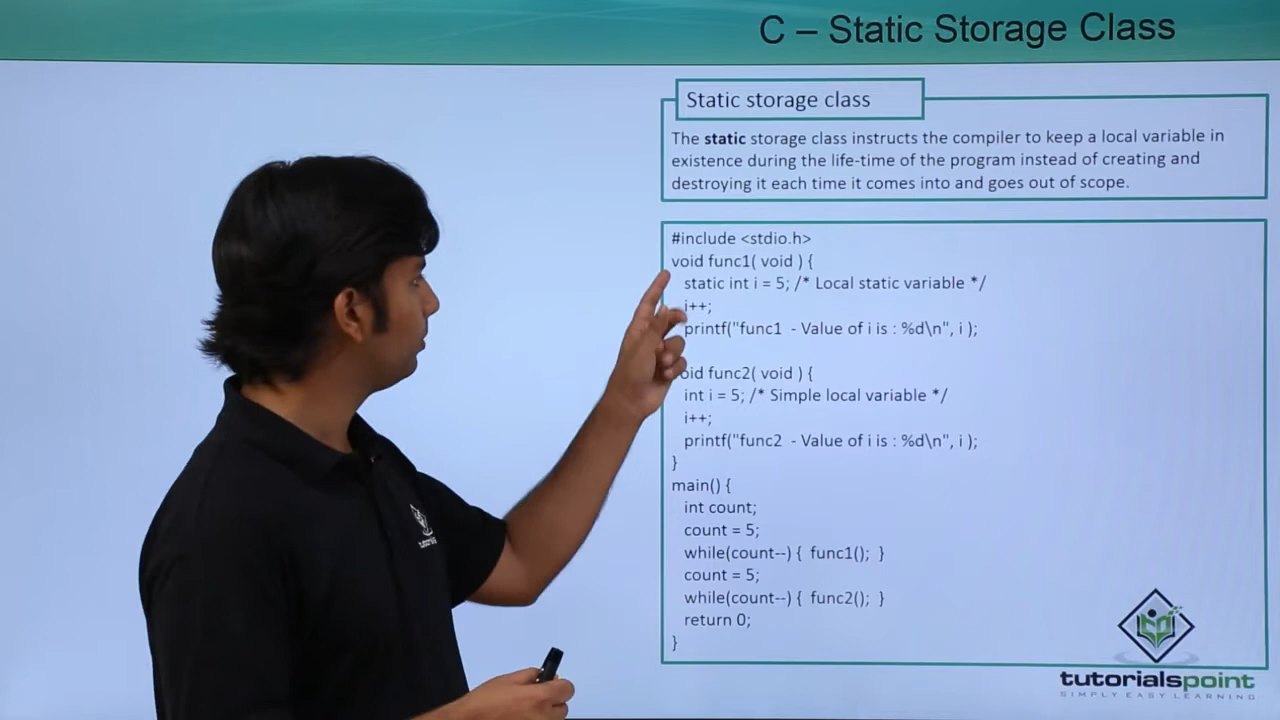 C – Static Storage Class
Static storage class
The static storage class instructs the compiler to keep a local variable in
existence during the life-time of the program instead of creating and
destroying it each time it comes into and goes out of scope.
#include <stdio.h>
void func1( void ) {
static int i = 5; /* Local static variable */
i++;
printf("func1  - Value of i is : %d\n", i );
oid func2( void ) {
int i = 5; /* Simple local variable */
i++;
printf("func2  - Value of i is : %d\n", i );
}
main() {
int count;
count = 5;
while(count--) {  func1();  }
count = 5;
while(count--) {  func2();  }
return 0;
}
tutorialspoint
SIMPLY EASY LEARNING